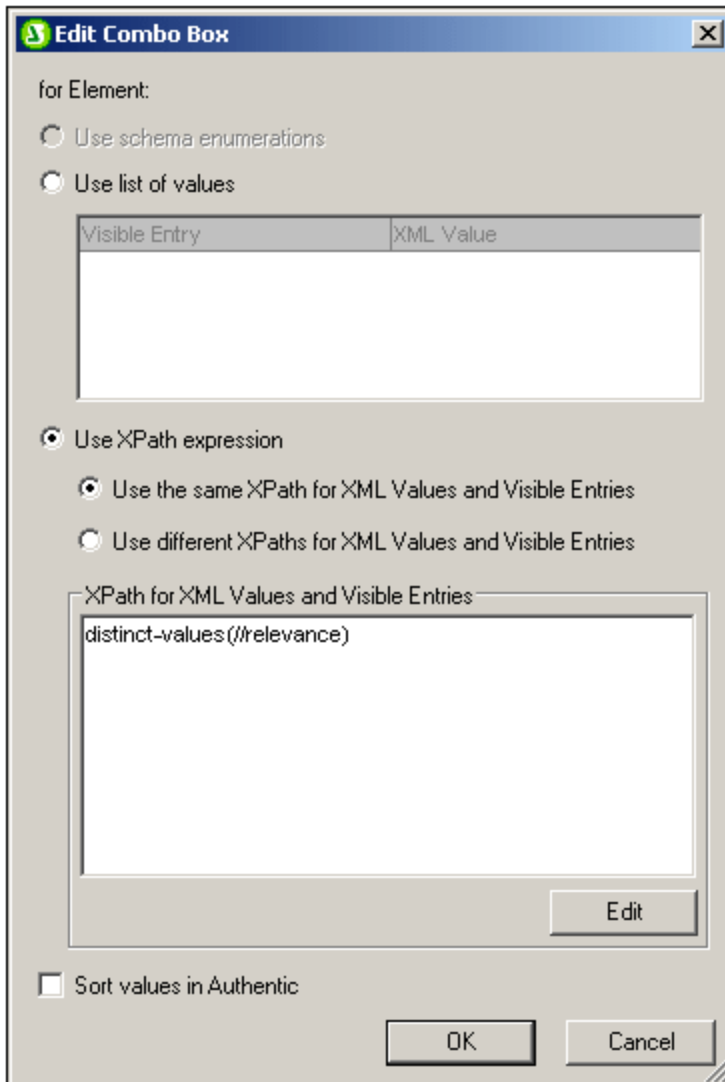 Edit Combo Box
for Element:
Use schema enumerations
Use list of values
Visible Entry XML Value
Use XPath expression
Use the same XPath for XML Values and Visible Entries
Use different XPaths for XML Values and Visible Entries
XPath for XML Values and Visible Entries
distinct-values(//relevance)
Edit
Sort values in Authentic
OK Cancel